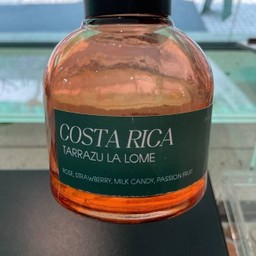 COSTA RICA
TARRAZU LA LOME
ROSE, STRAWBERRY, MILK CANDY, PASSION FRUIT